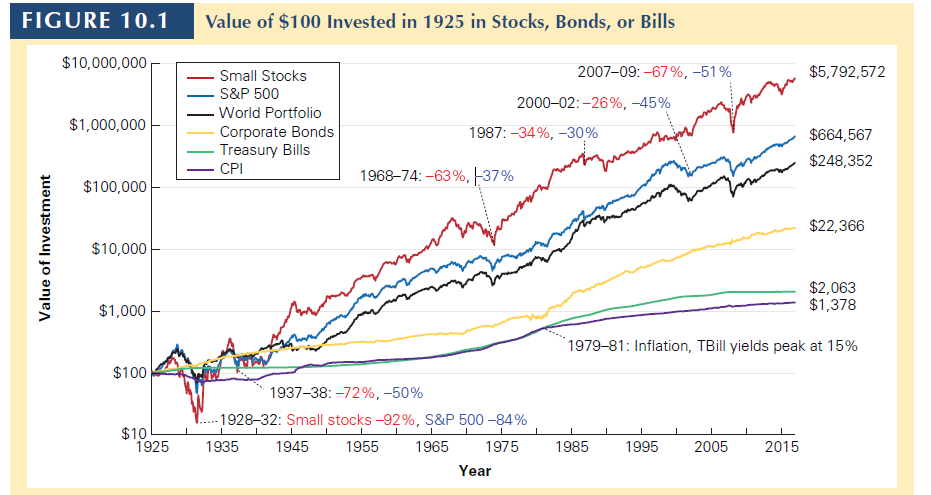 FIGURE 10.1 Value of $100 Invested in 1925 in Stocks, Bonds, or Bills
$10,000,000
$1,000,000
$100,000
$10,000
$1,000
$100
$10
Value of Investment
Small Stocks
S&P 500
World Portfolio
Corporate Bonds
Treasury Bills
CPI
2007–09: –67%, –51%
2000–02: –26%, –45%
1987: –34%, –30%
1968–74: –63%, –37%
$5,792,572
$664,567
$248,352
$22,366
$2,063
$1,378
1979–81: Inflation, TBill yields peak at 15%
1937–38: –72%, –50%
1928–32: Small stocks –92%, S&P 500 –84%
1925 1935 1945 1955 1965 1975 1985 1995 2005 2015
Year